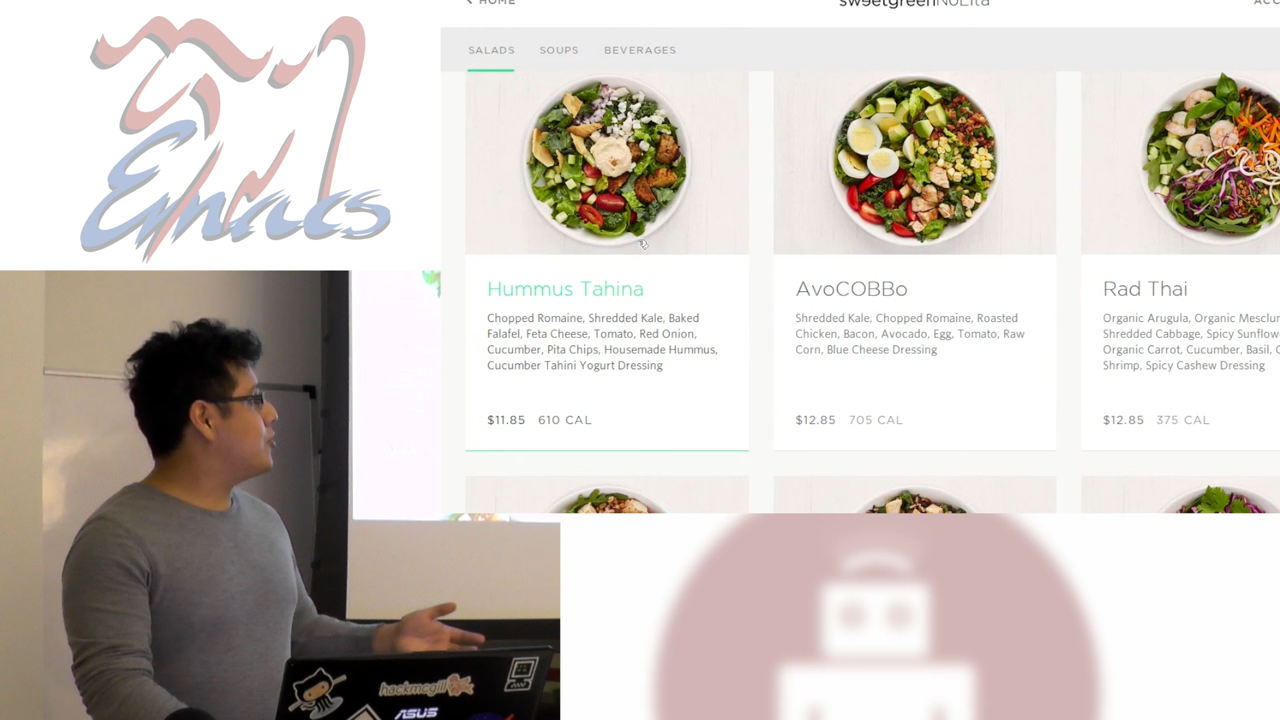 Emacs
HOME
sweetgreen NoLita
SALADS
SOUPS
BEVERAGES
Hummus Tahina
Chopped Romaine, Shredded Kale, Baked
Falafel, Feta Cheese, Tomato, Red Onion,
Cucumber, Pita Chips, Housemade Hummus,
Cucumber Tahini Yogurt Dressing
$11.85 610 CAL
AvoCOBBo
Shredded Kale, Chopped Romaine, Roasted
Chicken, Bacon, Avocado, Egg, Tomato, Raw
Corn, Blue Cheese Dressing
$12.85 705 CAL
Rad Thai
Organic Arugula, Organic Mesclun
Shredded Cabbage, Spicy Sunflow
Organic Carrot, Cucumber, Basil,
Shrimp, Spicy Cashew Dressing
$12.85 375 CAL
hackmcgill
ASUS